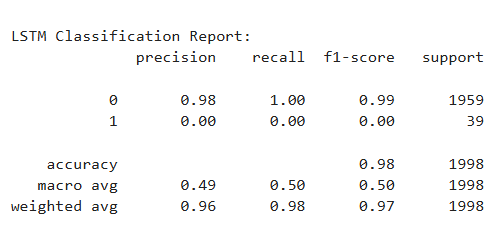 LSTM Classification Report:
precision recall f1-score support
0 0.98 1.00 0.99 1959
1 0.00 0.00 0.00 39
accuracy 0.98 1998
macro avg 0.49 0.50 0.50 1998
weighted avg 0.96 0.98 0.97 1998